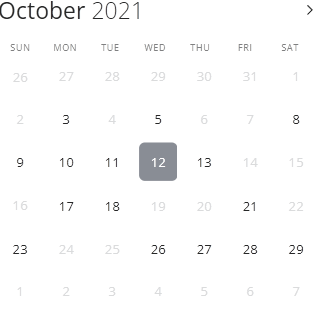 October 2021
SUN MON TUE WED THU FRI SAT
26 27 28 29 30 31 1
2 3 4 5 6 7 8
9 10 11 12 13 14 15
16 17 18 19 20 21 22
23 24 25 26 27 28 29
1 2 3 4 5 6 7